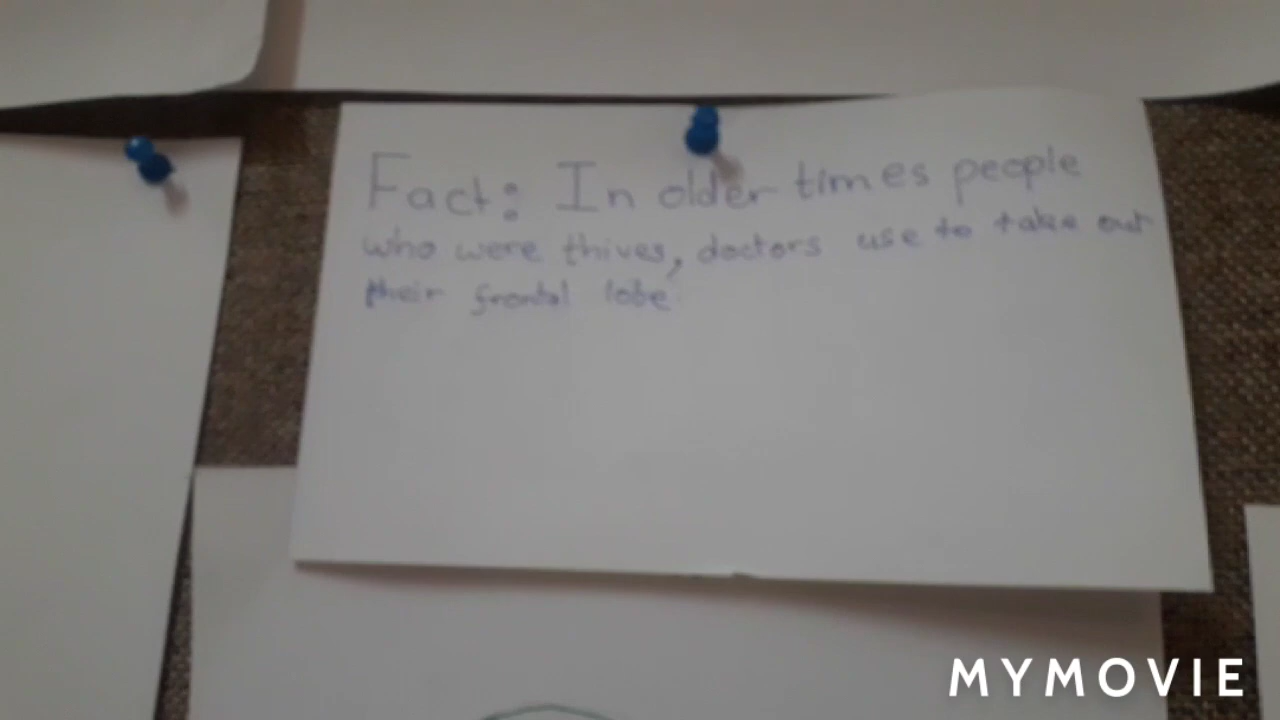 Fact: In older times people
who were thives, doctors use to take out
their frontal lobe
MYMOVIE